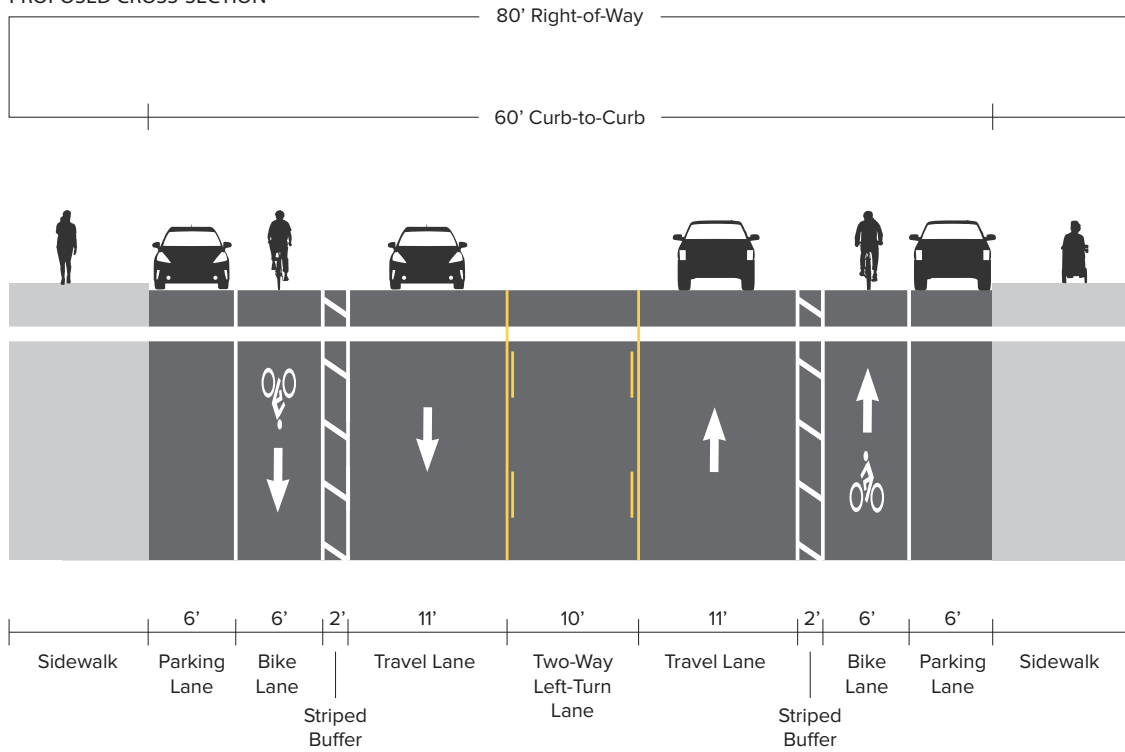 PROPOSED CROSS-SECTION
80’ Right-of-Way
60’ Curb-to-Curb
6’ 6’ 2’ 11’ 10’ 11’ 2’ 6’ 6’
Sidewalk
Parking
Lane
Bike
Lane
Striped
Buffer
Travel Lane
Two-Way
Left-Turn
Lane
Travel Lane
Striped
Buffer
Bike
Lane
Parking
Lane
Sidewalk